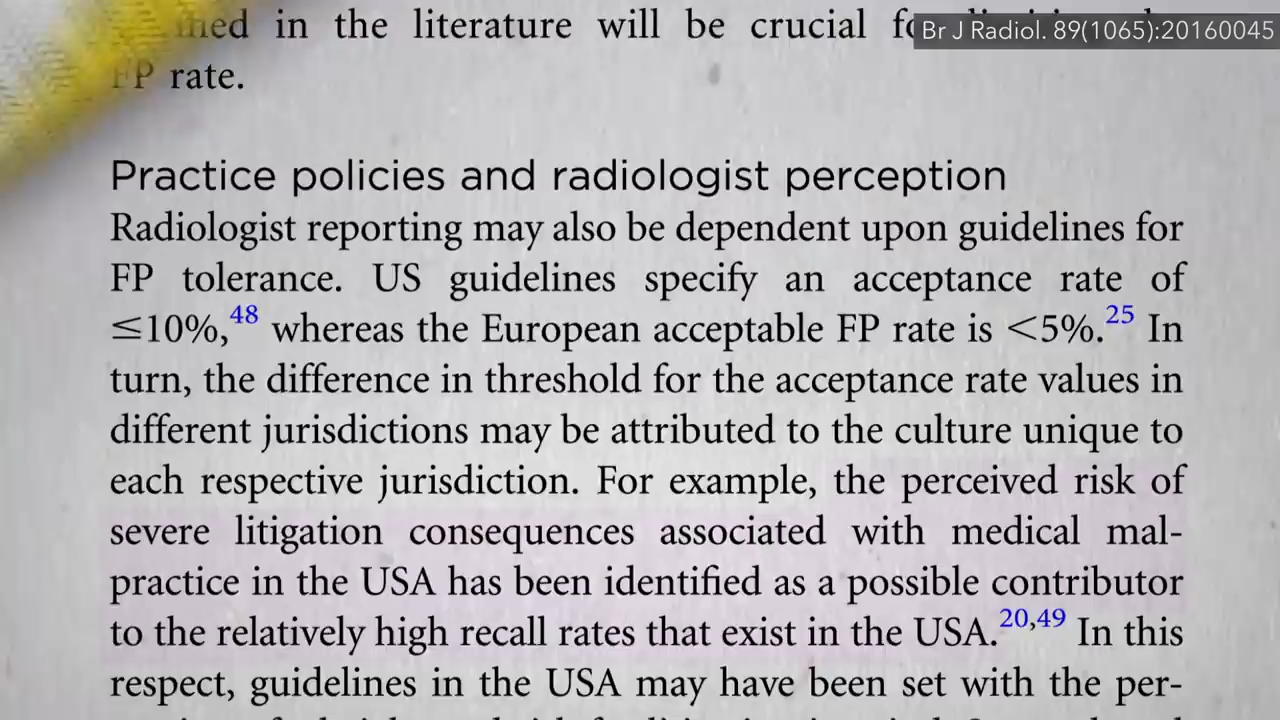 in the literature will be crucial
Br J Radiol. 89(1065):20160045
FP rate.
Practice policies and radiologist perception
Radiologist reporting may also be dependent upon guidelines for
FP tolerance. US guidelines specify an acceptance rate of
≤10%,48 whereas the European acceptable FP rate is <5%.25 In
turn, the difference in threshold for the acceptance rate values in
different jurisdictions may be attributed to the culture unique to
each respective jurisdiction. For example, the perceived risk of
severe litigation consequences associated with medical mal-
practice in the USA has been identified as a possible contributor
to the relatively high recall rates that exist in the USA.20,49 In this
respect, guidelines in the USA may have been set with the per-